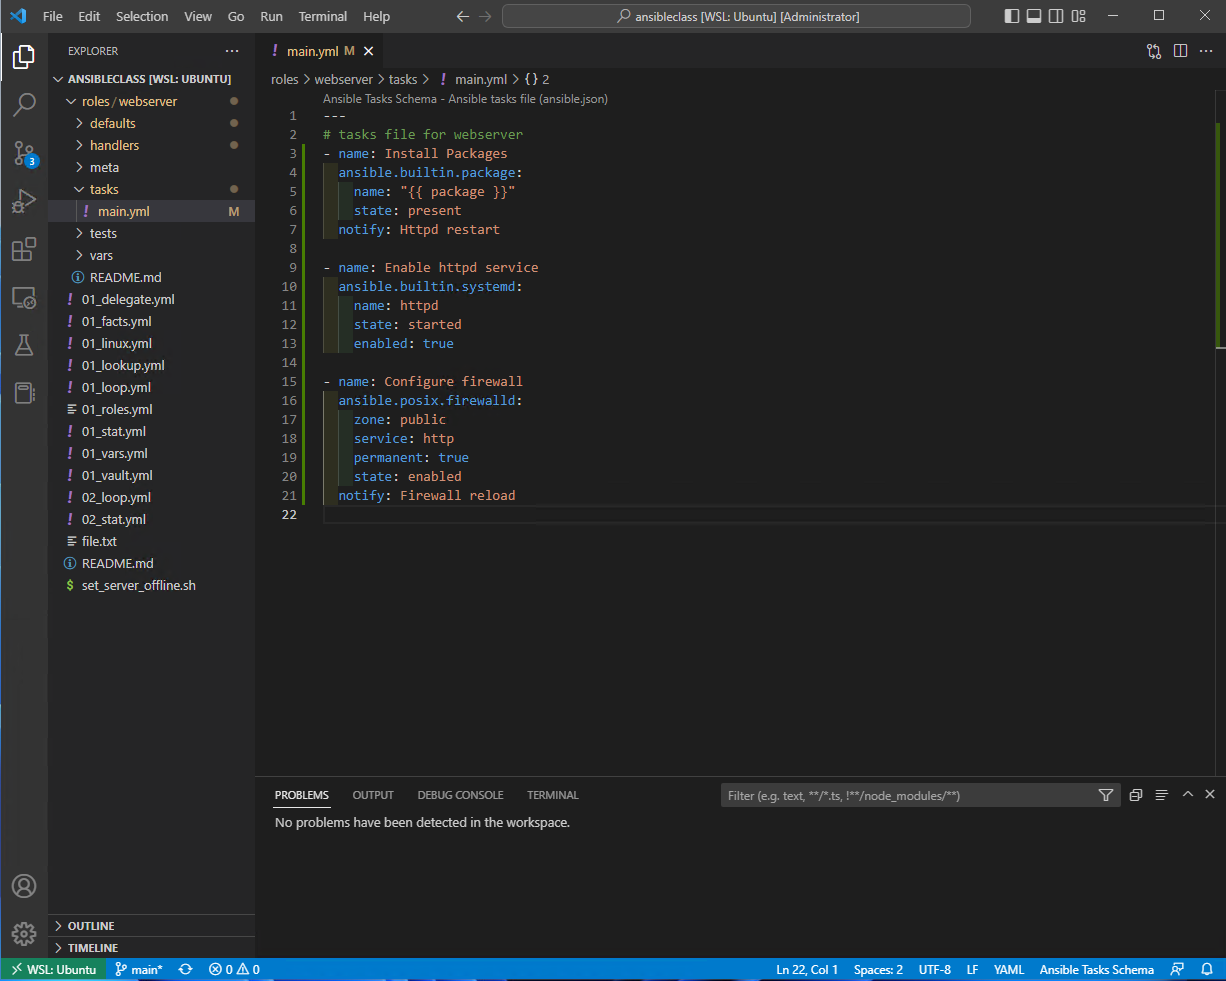 File Edit Selection View Go Run Terminal Help
ansibleclass [WSL: Ubuntu] [Administrator]
EXPLORER
ANSIBLECLASS [WSL: UBUNTU]
roles / webserver
defaults
handlers
meta
tasks
main.yml M
tests
vars
README.md
01_delegate.yml
01_facts.yml
01_linux.yml
01_lookup.yml
01_loop.yml
01_roles.yml
01_stat.yml
01_vars.yml
01_vault.yml
02_loop.yml
02_stat.yml
file.txt
README.md
set_server_offline.sh
OUTLINE
TIMELINE
3
main.yml M
roles > webserver > tasks > ! main.yml > {} 2
Ansible Tasks Schema - Ansible tasks file (ansible.json)
1 ---
2 # tasks file for webserver
3 - name: Install Packages
4 ansible.builtin.package:
5 name: "{{ package }}"
6 state: present
7 notify: Httpd restart
8
9 - name: Enable httpd service
10 ansible.builtin.systemd:
11 name: httpd
12 state: started
13 enabled: true
14
15 - name: Configure firewall
16 ansible.posix.firewalld:
17 zone: public
18 service: http
19 permanent: true
20 state: enabled
21 notify: Firewall reload
22
PROBLEMS OUTPUT DEBUG CONSOLE TERMINAL
Filter (e.g. text, **/*.ts, !**/node_modules/**)
No problems have been detected in the workspace.
WSL: Ubuntu main* 0 0 Ln 22, Col 1 Spaces: 2 UTF-8 LF YAML Ansible Tasks Schema